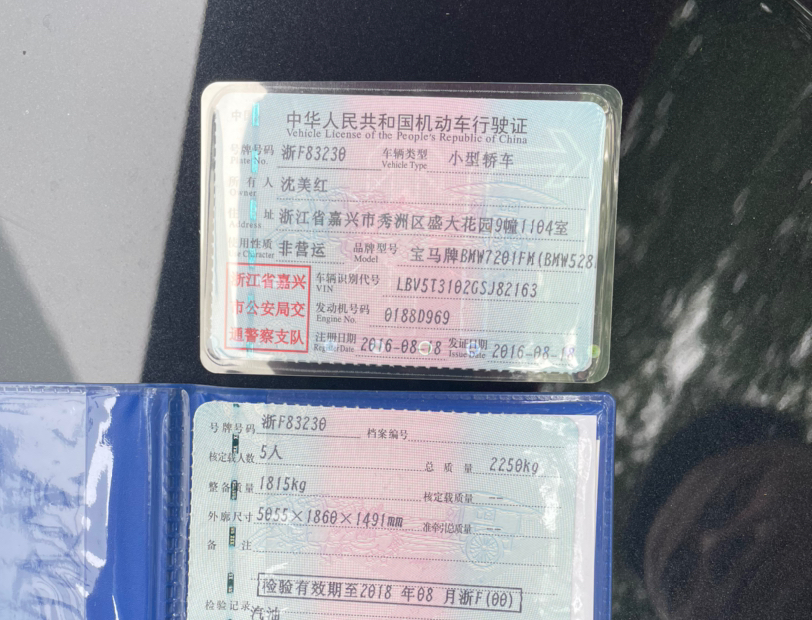 中华人民共和国机动车行驶证
Vehicle License of the People's Republic of China
号牌号码 浙F83230 车辆类型 小型轿车
Plate No. Vehicle Type
所有人 沈美红
Owner
住址 浙江省嘉兴市秀洲区盛大花园9幢1104室
Address
使用性质 非营运 品牌型号 宝马牌BMW7201FM(BMW528
Use Character Model
浙江省嘉兴
市公安局交
通警察支队
车辆识别代号 LBV5T3102GSJ82163
VIN
发动机号码 0188D969
Engine No.
注册日期 2016-08-18 发证日期 2016-08-18
Register Date Issue Date
号牌号码 浙F83230 档案编号
核定载人数 5人 总质量 2250kg
整备质量 1815kg 核定载质量 --
外廓尺寸 5055×1860×1491mm 准牵引总质量 --
备注
检验有效期至2018 年08 月浙F(00)
检验记录
汽油